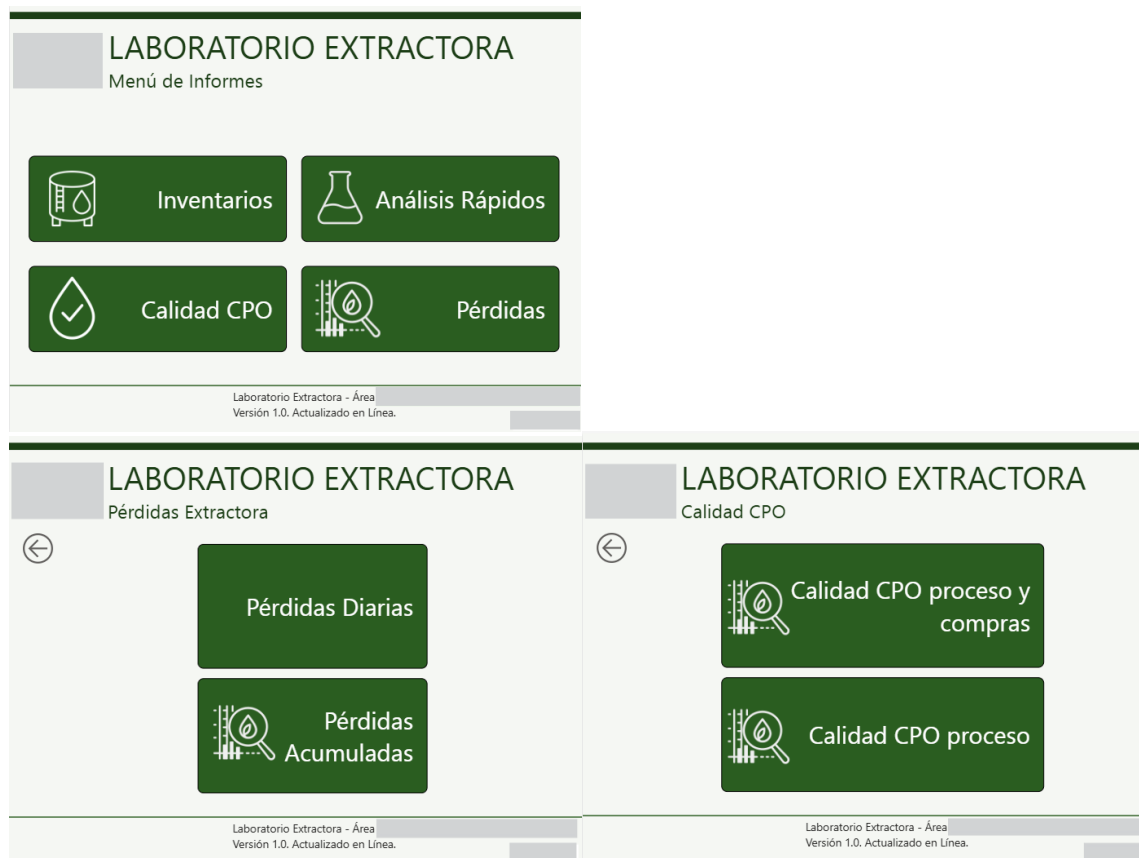 LABORATORIO EXTRACTORA
Menú de Informes
Inventarios
Análisis Rápidos
Calidad CPO
Pérdidas
Laboratorio Extractora - Área
Versión 1.0. Actualizado en Línea.
LABORATORIO EXTRACTORA
Pérdidas Extractora
Pérdidas Diarias
Pérdidas
Acumuladas
Laboratorio Extractora - Área
Versión 1.0. Actualizado en Línea.
LABORATORIO EXTRACTORA
Calidad CPO
Calidad CPO proceso y
compras
Calidad CPO proceso
Laboratorio Extractora - Área
Versión 1.0. Actualizado en Línea.